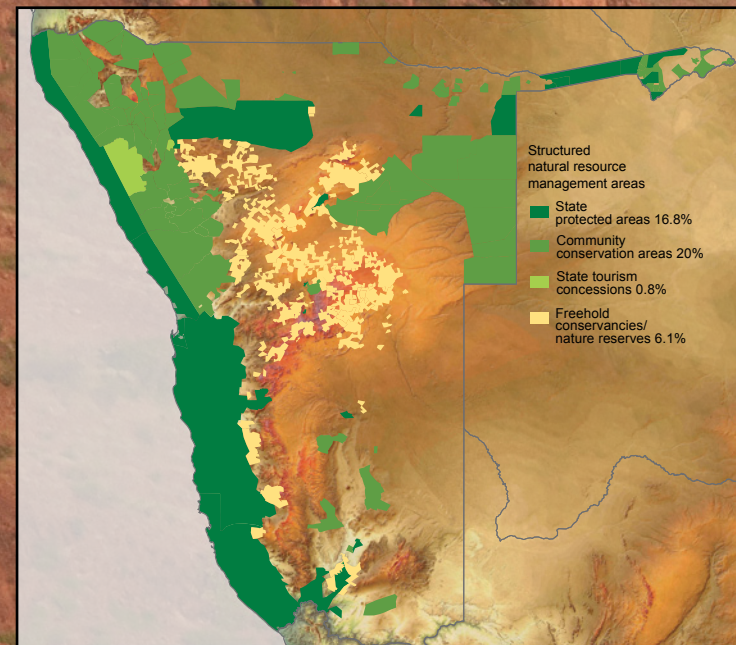 Structured
natural resource
management areas
State
protected areas 16.8%
Community
conservation areas 20%
State tourism
concessions 0.8%
Freehold
conservancies/
nature reserves 6.1%